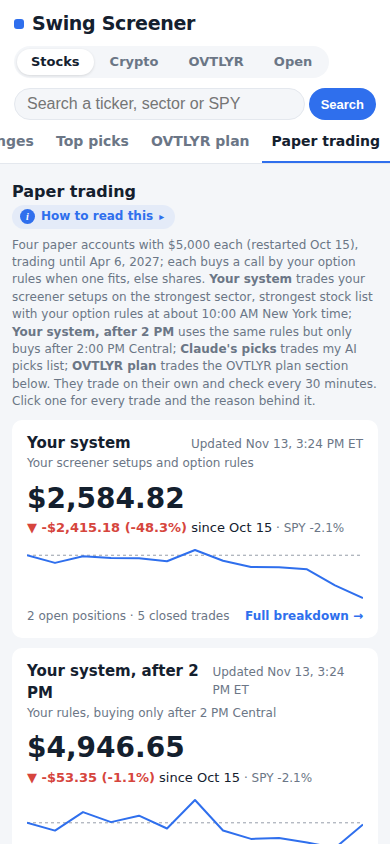 Swing Screener
Stocks Crypto OVTLYR Open
Search a ticker, sector or SPY Search
nges Top picks OVTLYR plan Paper trading
Paper trading
i How to read this ▸
Four paper accounts with $5,000 each (restarted Oct 15),
trading until Apr 6, 2027; each buys a call by your option
rules when one fits, else shares. Your system trades your
screener setups on the strongest sector, strongest stock list
with your option rules at about 10:00 AM New York time;
Your system, after 2 PM uses the same rules but only
buys after 2:00 PM Central; Claude's picks trades my AI
picks list; OVTLYR plan trades the OVTLYR plan section
below. They trade on their own and check every 30 minutes.
Click one for every trade and the reason behind it.
Your system Updated Nov 13, 3:24 PM ET
Your screener setups and option rules
$2,584.82
▼ -$2,415.18 (-48.3%) since Oct 15 · SPY -2.1%
2 open positions · 5 closed trades Full breakdown →
Your system, after 2 PM Updated Nov 13, 3:24 PM ET
Your rules, buying only after 2 PM Central
$4,946.65
▼ -$53.35 (-1.1%) since Oct 15 · SPY -2.1%